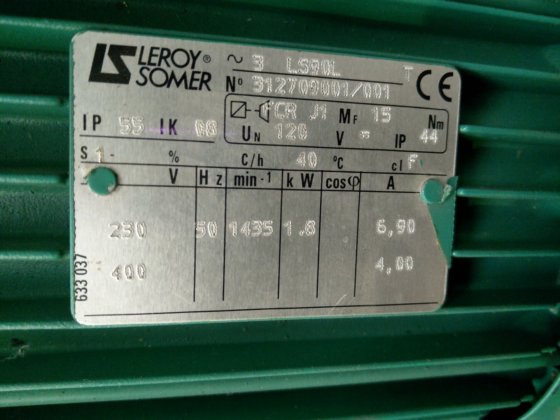 LEROY®
SOMER
~ 3 LS90L T
CE
N° 312709001/001
FCR J1 MF 15 Nm
IP 55 IK 08 UN 120 V = IP 44
S 1- % C/h 40 °C cl F
V Hz min-1 kW cosφ A
230 50 1435 1.8 6,90
400 4,00
633 037